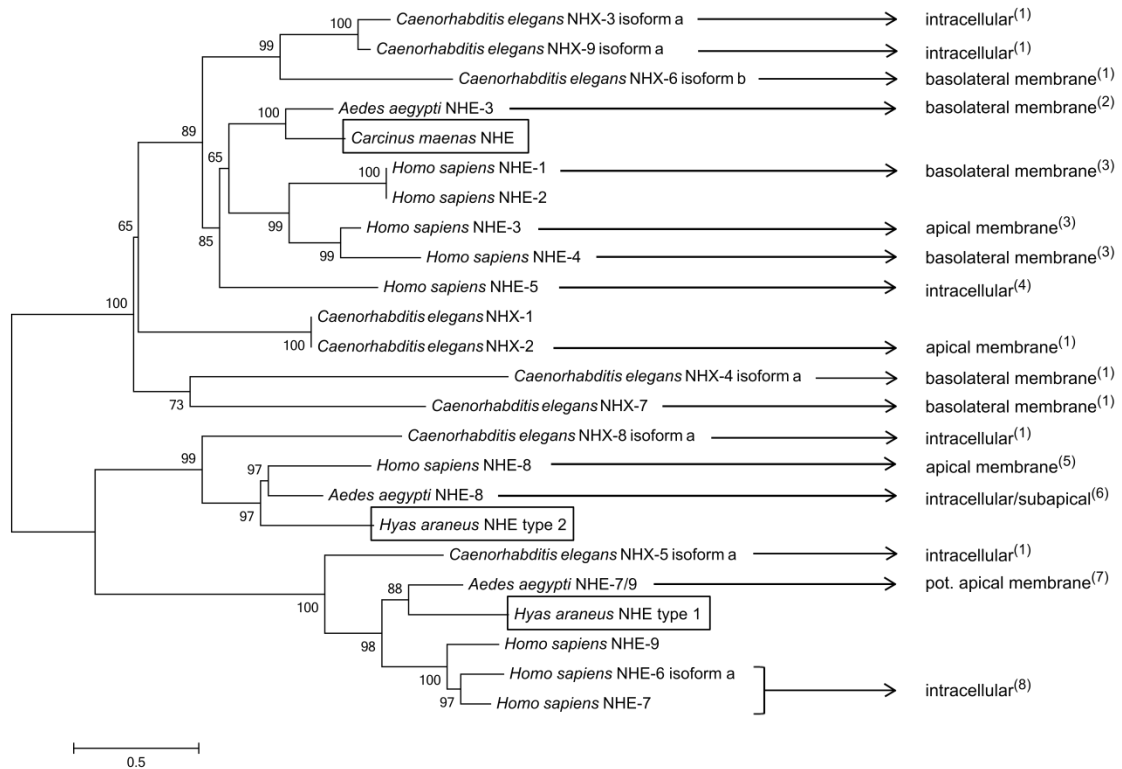 Caenorhabditis elegans NHX-3 isoform a intracellular(1)
100
Caenorhabditis elegans NHX-9 isoform a intracellular(1)
99
Caenorhabditis elegans NHX-6 isoform b basolateral membrane(1)
Aedes aegypti NHE-3 basolateral membrane(2)
100
89
Carcinus maenas NHE
65
Homo sapiens NHE-1 basolateral membrane(3)
100
Homo sapiens NHE-2
99
Homo sapiens NHE-3 apical membrane(3)
65
85
99
Homo sapiens NHE-4 basolateral membrane(3)
Homo sapiens NHE-5 intracellular(4)
100
Caenorhabditis elegans NHX-1
100
Caenorhabditis elegans NHX-2 apical membrane(1)
Caenorhabditis elegans NHX-4 isoform a basolateral membrane(1)
73
Caenorhabditis elegans NHX-7 basolateral membrane(1)
Caenorhabditis elegans NHX-8 isoform a intracellular(1)
99
97
Homo sapiens NHE-8 apical membrane(5)
Aedes aegypti NHE-8 intracellular/subapical(6)
97
Hyas araneus NHE type 2
Caenorhabditis elegans NHX-5 isoform a intracellular(1)
88
Aedes aegypti NHE-7/9 pot. apical membrane(7)
100
Hyas araneus NHE type 1
98
Homo sapiens NHE-9
100
Homo sapiens NHE-6 isoform a
97
Homo sapiens NHE-7
intracellular(8)
0.5